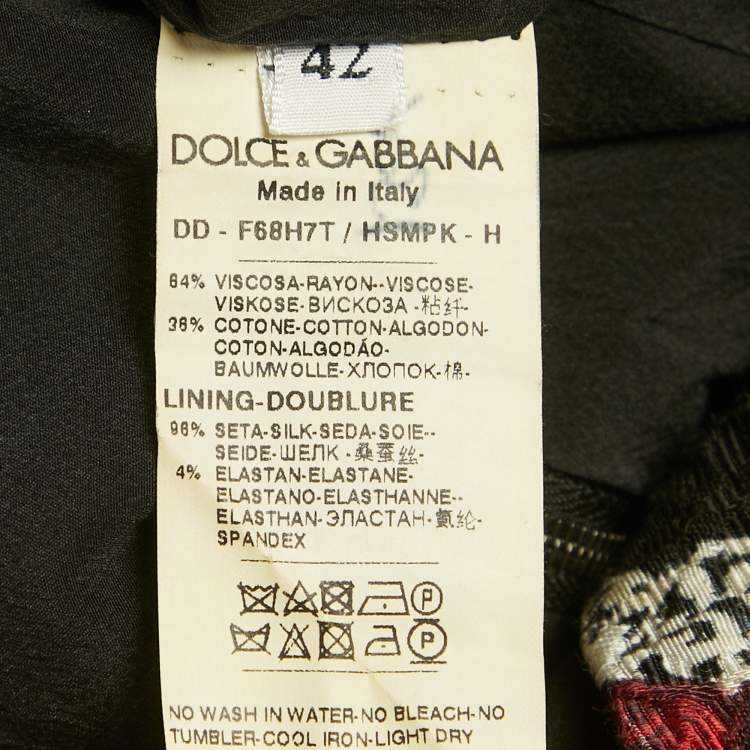 42
DOLCE & GABBANA
Made in Italy
DD - F68H7T / HSMPK - H
64% VISCOSA-RAYON--VISCOSE-
VISKOSE-ВИСКОЗА -粘纤-
36% COTONE-COTTON-ALGODON-
COTON-ALGODÁO-
BAUMWOLLE-ХЛОПОК-棉-
LINING-DOUBLURE
96% SETA-SILK-SEDA-SOIE--
SEIDE-ШЕЛК -桑蚕丝-
4% ELASTAN-ELASTANE-
ELASTANO-ELASTHANNE--
ELASTHAN-ЭЛАСТАН-氨纶-
SPANDEX
P
P
NO WASH IN WATER-NO BLEACH-NO
TUMBLER-COOL IRON-LIGHT DRY